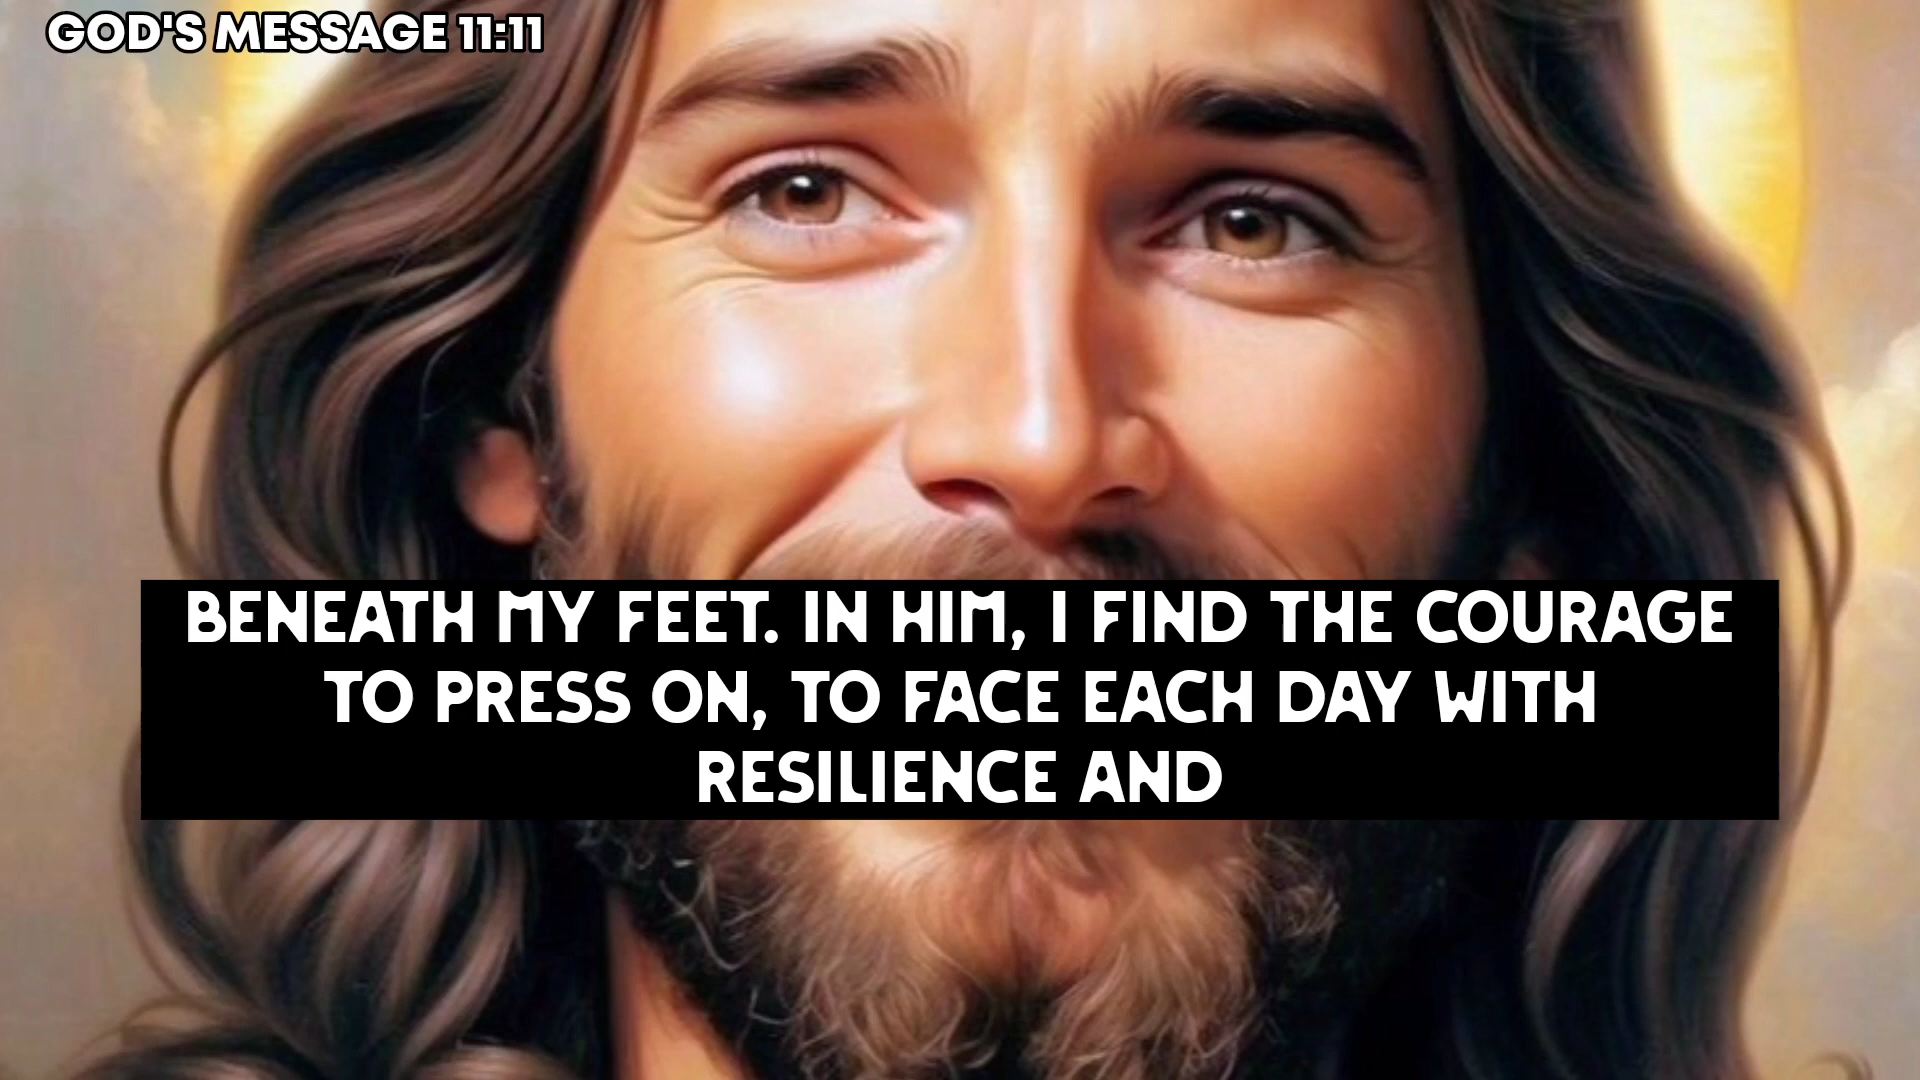 GOD'S MESSAGE 11:11
BENEATH MY FEET. IN HIM, I FIND THE COURAGE
TO PRESS ON, TO FACE EACH DAY WITH
RESILIENCE AND